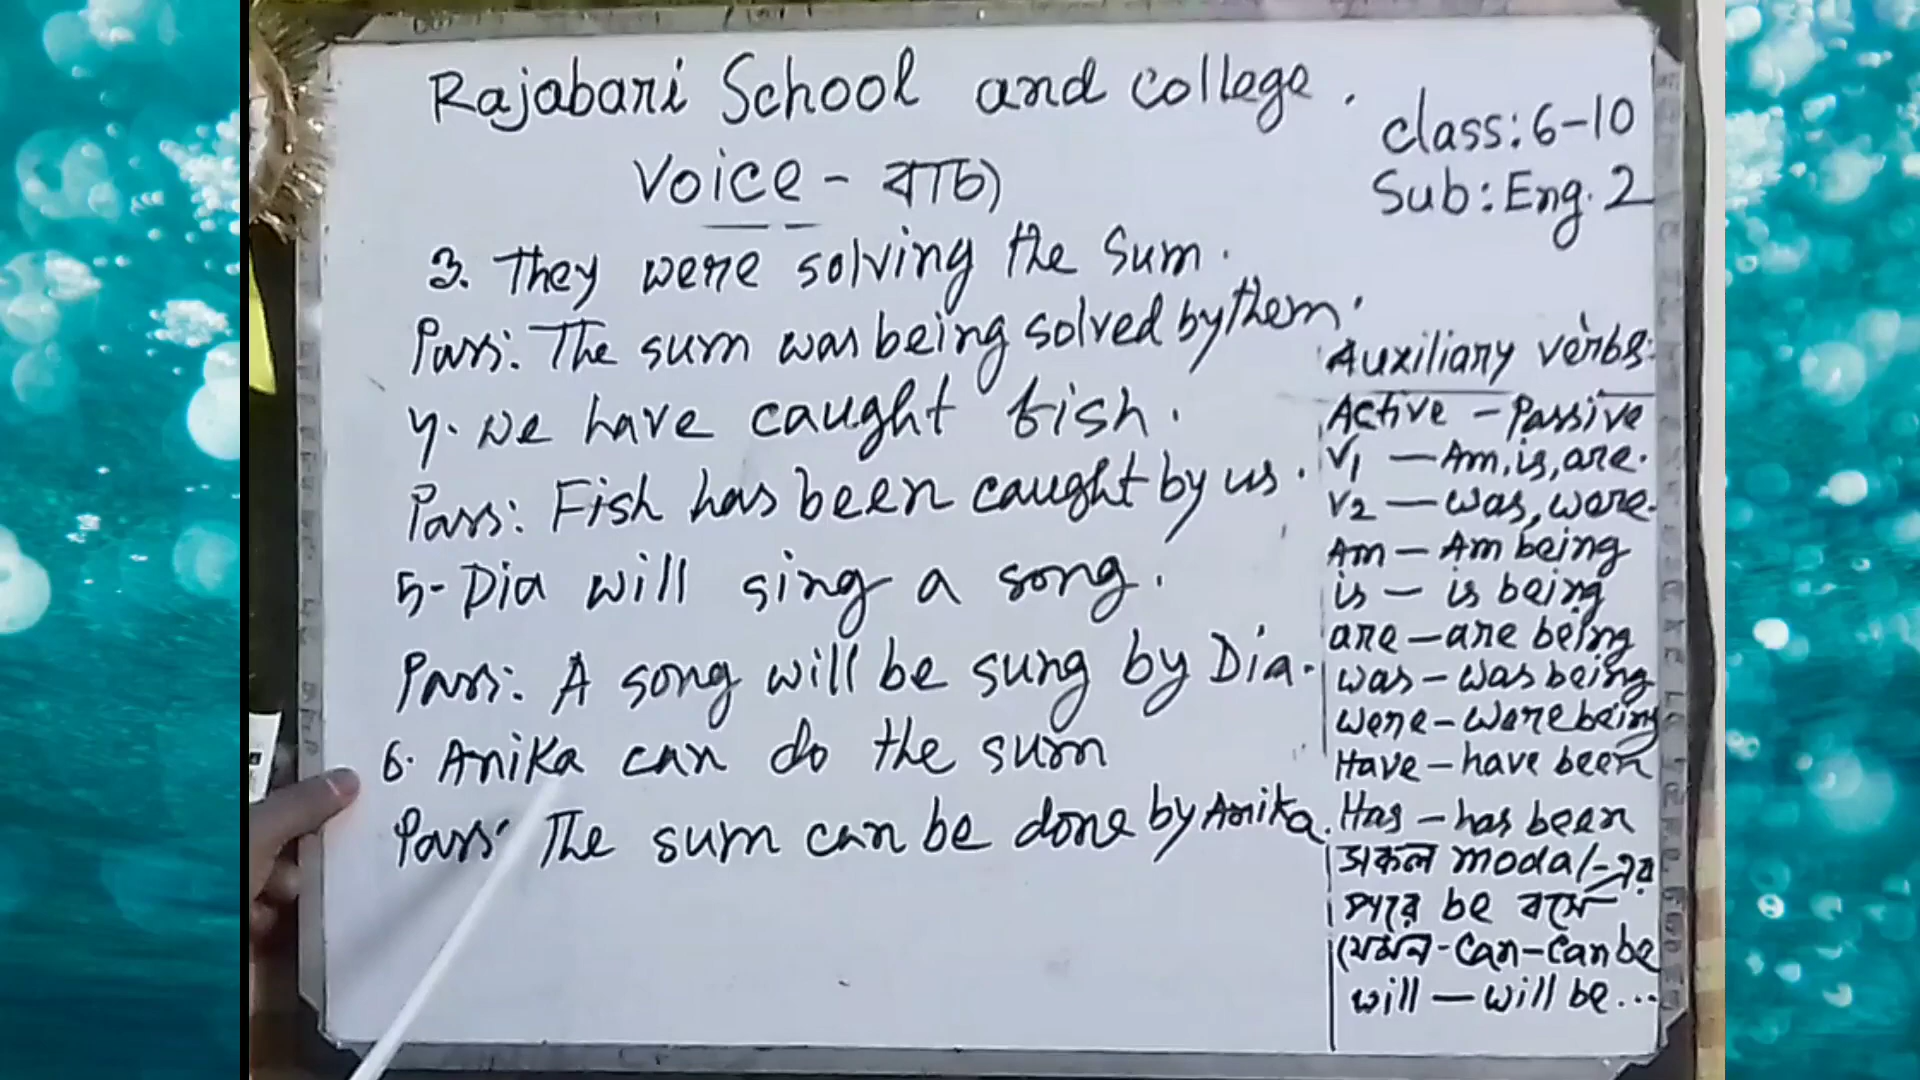 Rajabari School and college.
Class: 6-10
Voice - বাচ্য
Sub: Eng. 2
3. They were solving the sum.
Pass: The sum was being solved by them.
4. We have caught fish.
Pass: Fish has been caught by us.
5- Dia will sing a song.
Pass: A song will be sung by Dia.
6. Anika can do the sum
Pass: The sum can be done by Anika.
Auxiliary verbs:
Active - Passive
V1 - Am, is, are.
V2 - was, were.
Am - Am being
is - is being
are - are being
was - was being
were - were being
Have - have been
Has - has been
সকল modal-এর
পরে be বসে
যেমন-Can-Can be
will - will be...